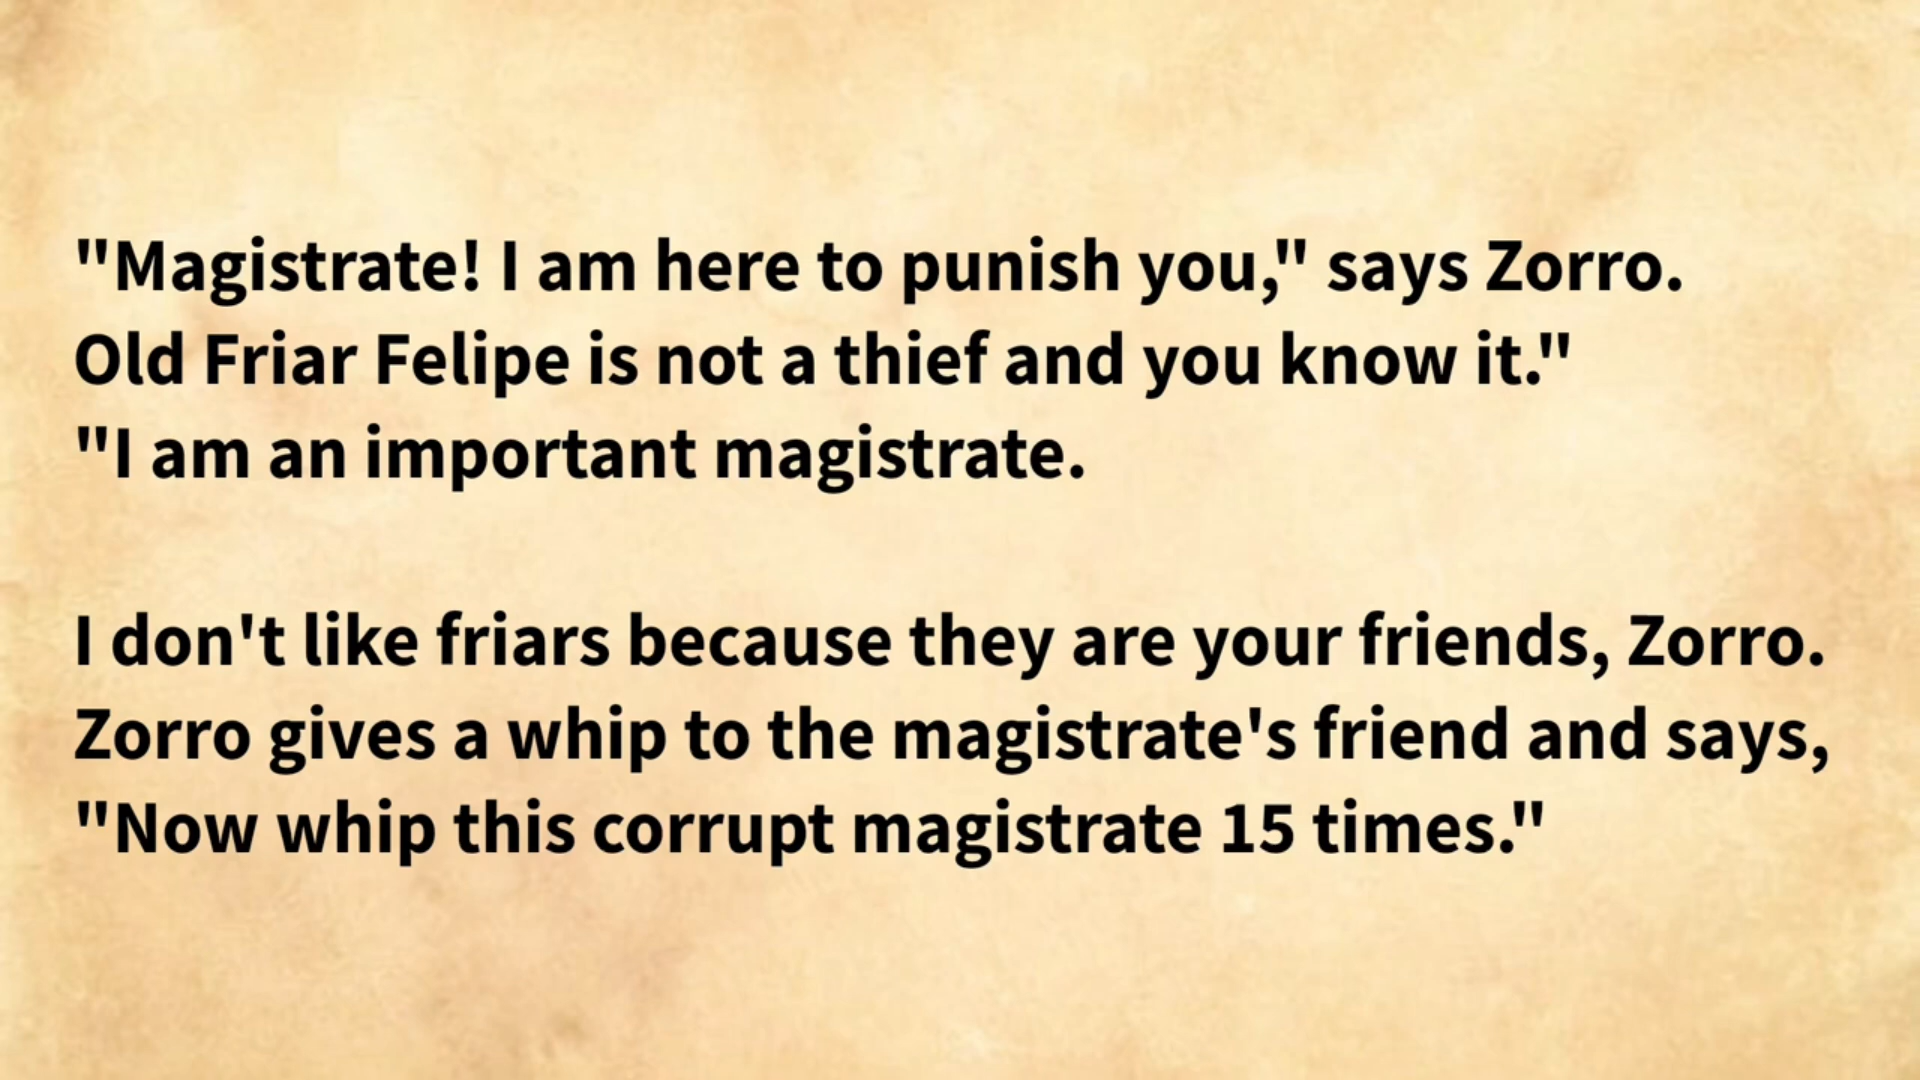 "Magistrate! I am here to punish you," says Zorro.
Old Friar Felipe is not a thief and you know it."
"I am an important magistrate.
I don't like friars because they are your friends, Zorro.
Zorro gives a whip to the magistrate's friend and says,
"Now whip this corrupt magistrate 15 times."